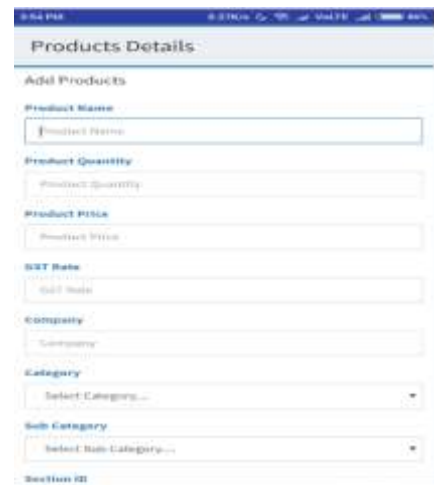 Products Details
Add Products
Product Name
Product Name
Product Quantity
Product Quantity
Product Price
Product Price
GST Rate
GST Rate
Company
Company
Category
Select Category...
Sub Category
Select Sub Category...
Section ID